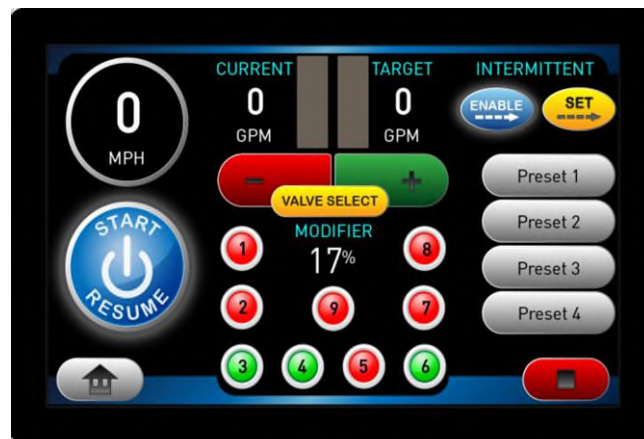 CURRENT
TARGET
INTERMITTENT
0
MPH
0
GPM
0
GPM
ENABLE
SET
-
+
VALVE SELECT
MODIFIER
17%
START
RESUME
Preset 1
Preset 2
Preset 3
Preset 4
1
8
2
9
7
3
4
5
6